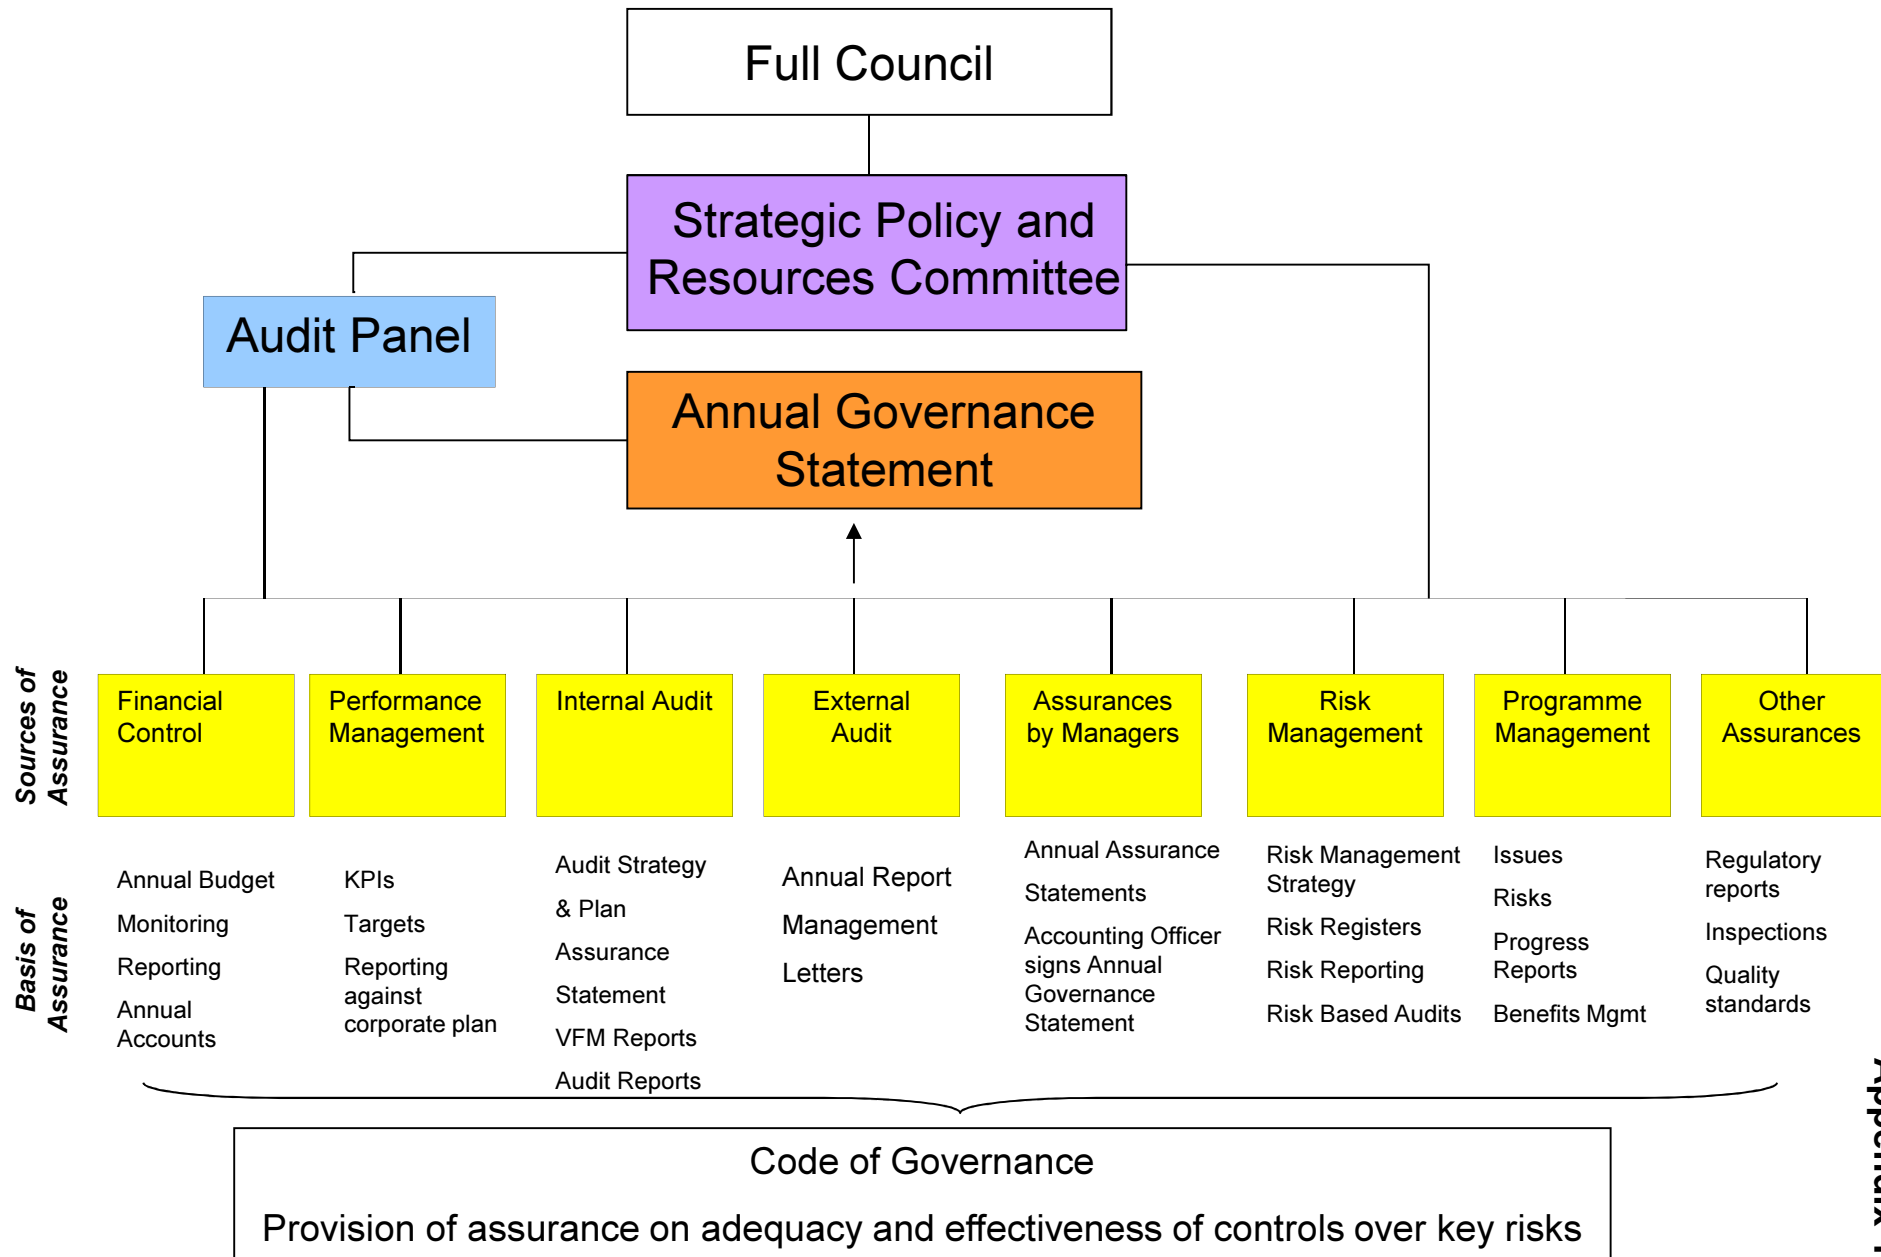 Full Council
Strategic Policy and
Resources Committee
Audit Panel
Annual Governance
Statement
Sources of
Assurance
Financial
Control
Performance
Management
Internal Audit
External
Audit
Assurances
by Managers
Risk
Management
Programme
Management
Other
Assurances
Basis of
Assurance
Annual Budget
Monitoring
Reporting
Annual
Accounts
KPIs
Targets
Reporting
against
corporate plan
Audit Strategy
& Plan
Assurance
Statement
VFM Reports
Audit Reports
Annual Report
Management
Letters
Annual Assurance
Statements
Accounting Officer
signs Annual
Governance
Statement
Risk Management
Strategy
Risk Registers
Risk Reporting
Risk Based Audits
Issues
Risks
Progress
Reports
Benefits Mgmt
Regulatory
reports
Inspections
Quality
standards
Code of Governance
Provision of assurance on adequacy and effectiveness of controls over key risks
Appendix